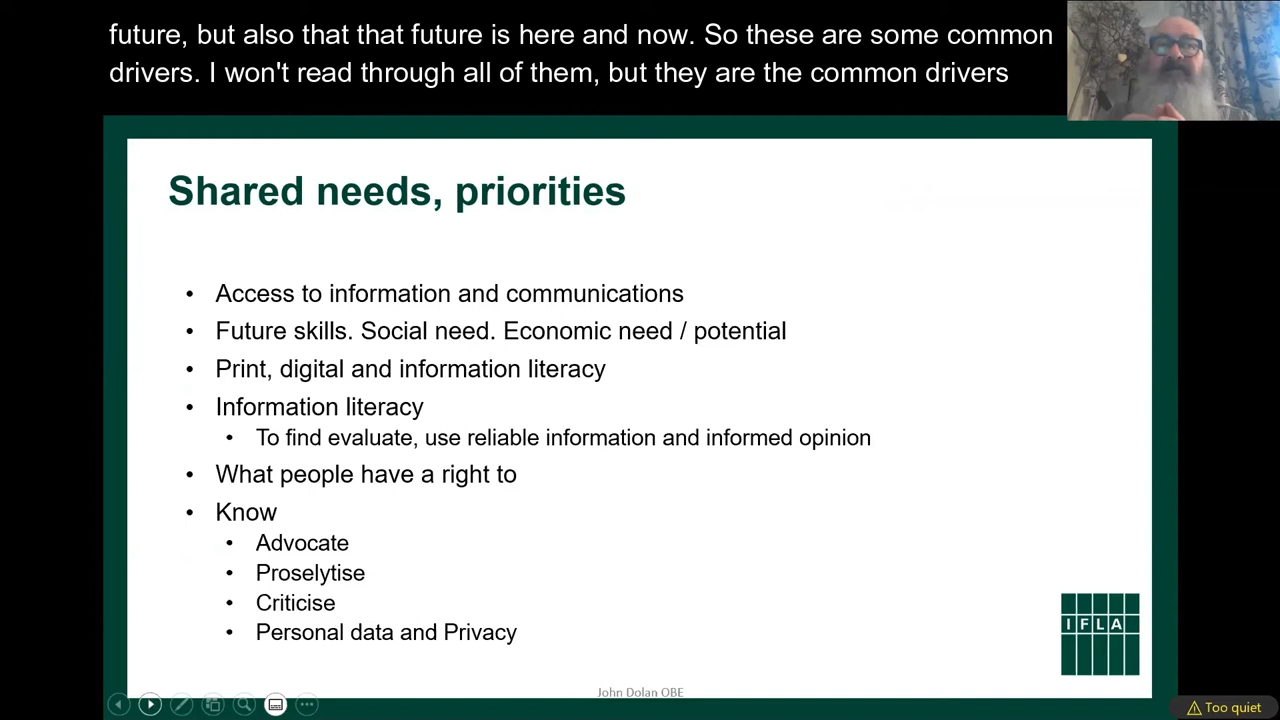 future, but also that that future is here and now. So these are some common
drivers. I won't read through all of them, but they are the common drivers
Shared needs, priorities
• Access to information and communications
• Future skills. Social need. Economic need / potential
• Print, digital and information literacy
• Information literacy
• To find evaluate, use reliable information and informed opinion
• What people have a right to
• Know
• Advocate
• Proselytise
• Criticise
• Personal data and Privacy
IFLA
John Dolan OBE
Too quiet